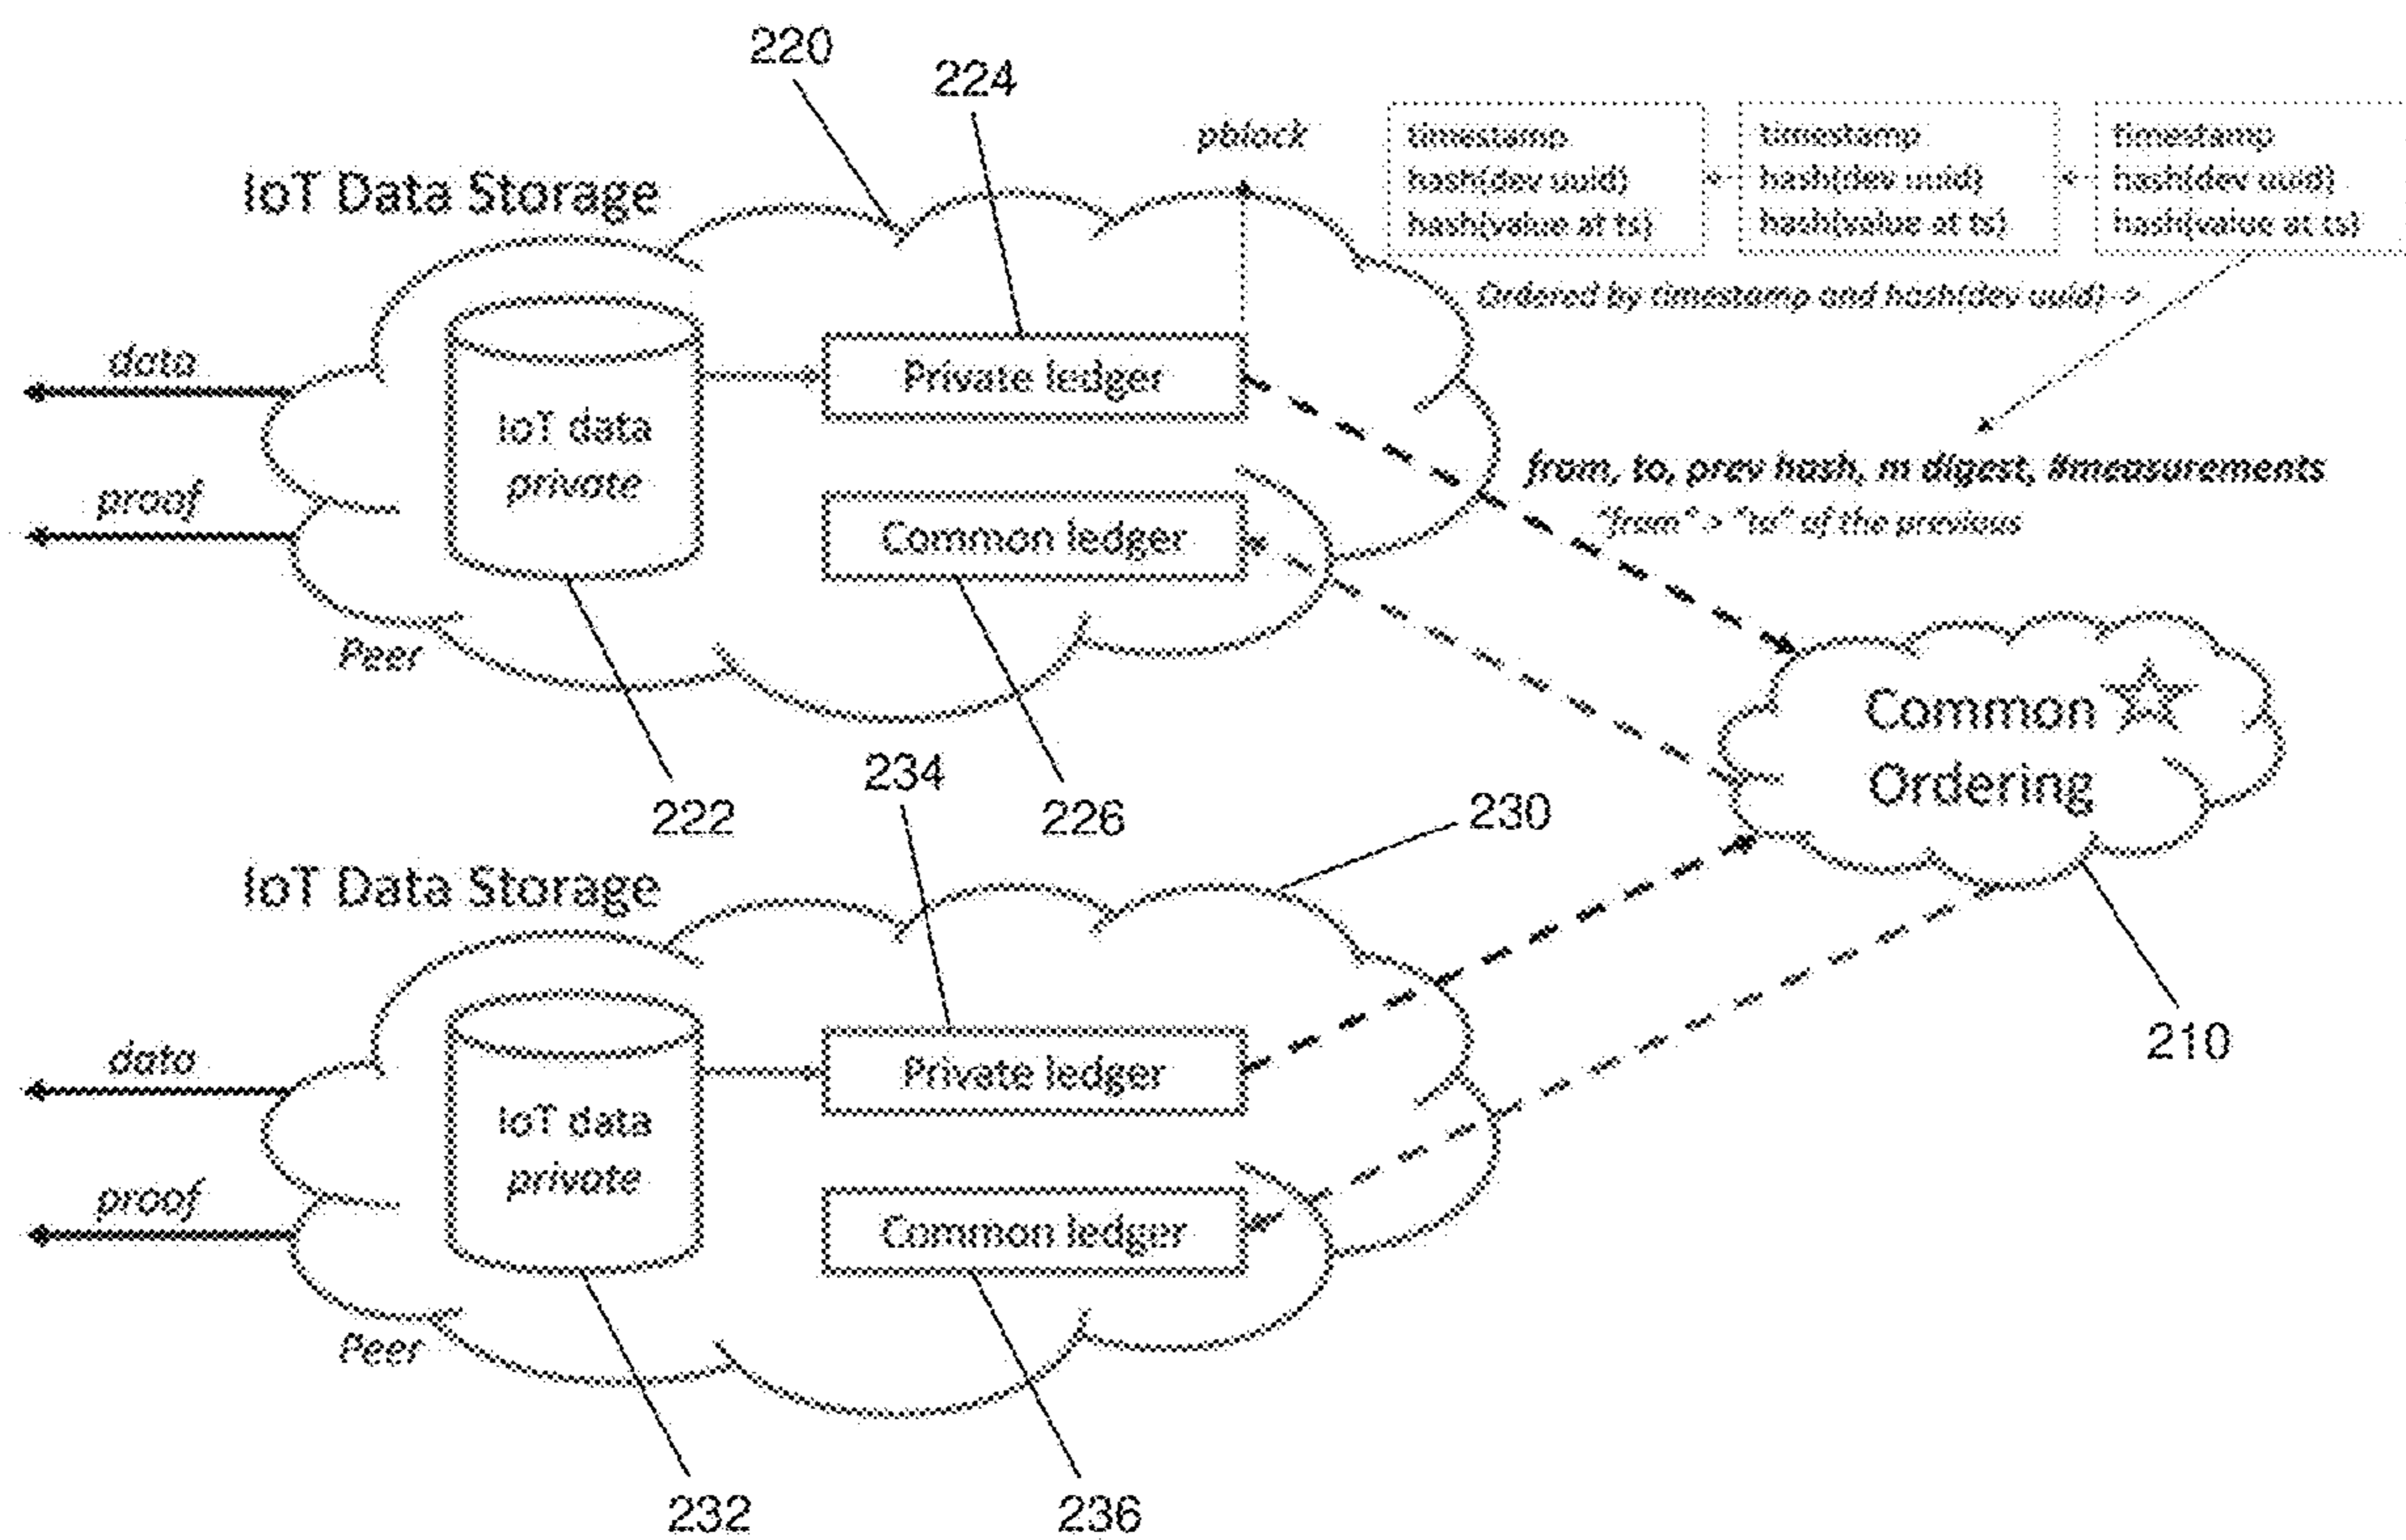 220
224
pblock
timestamp
hash(dev uuid)
hash(value at ts)
timestamp
hash(dev uuid)
hash(value at ts)
timestamp
hash(dev uuid)
hash(value at ts)
Ordered by timestamp and hash(dev uuid) ->
IoT Data Storage
data
proof
IoT data
private
Private ledger
Common ledger
Peer
from, to, prev hash, m digest, #measurements
"from" > "to" of the previous
Common
Ordering
222
226
210
234
230
IoT Data Storage
data
proof
IoT data
private
Private ledger
Common ledger
Peer
232
236